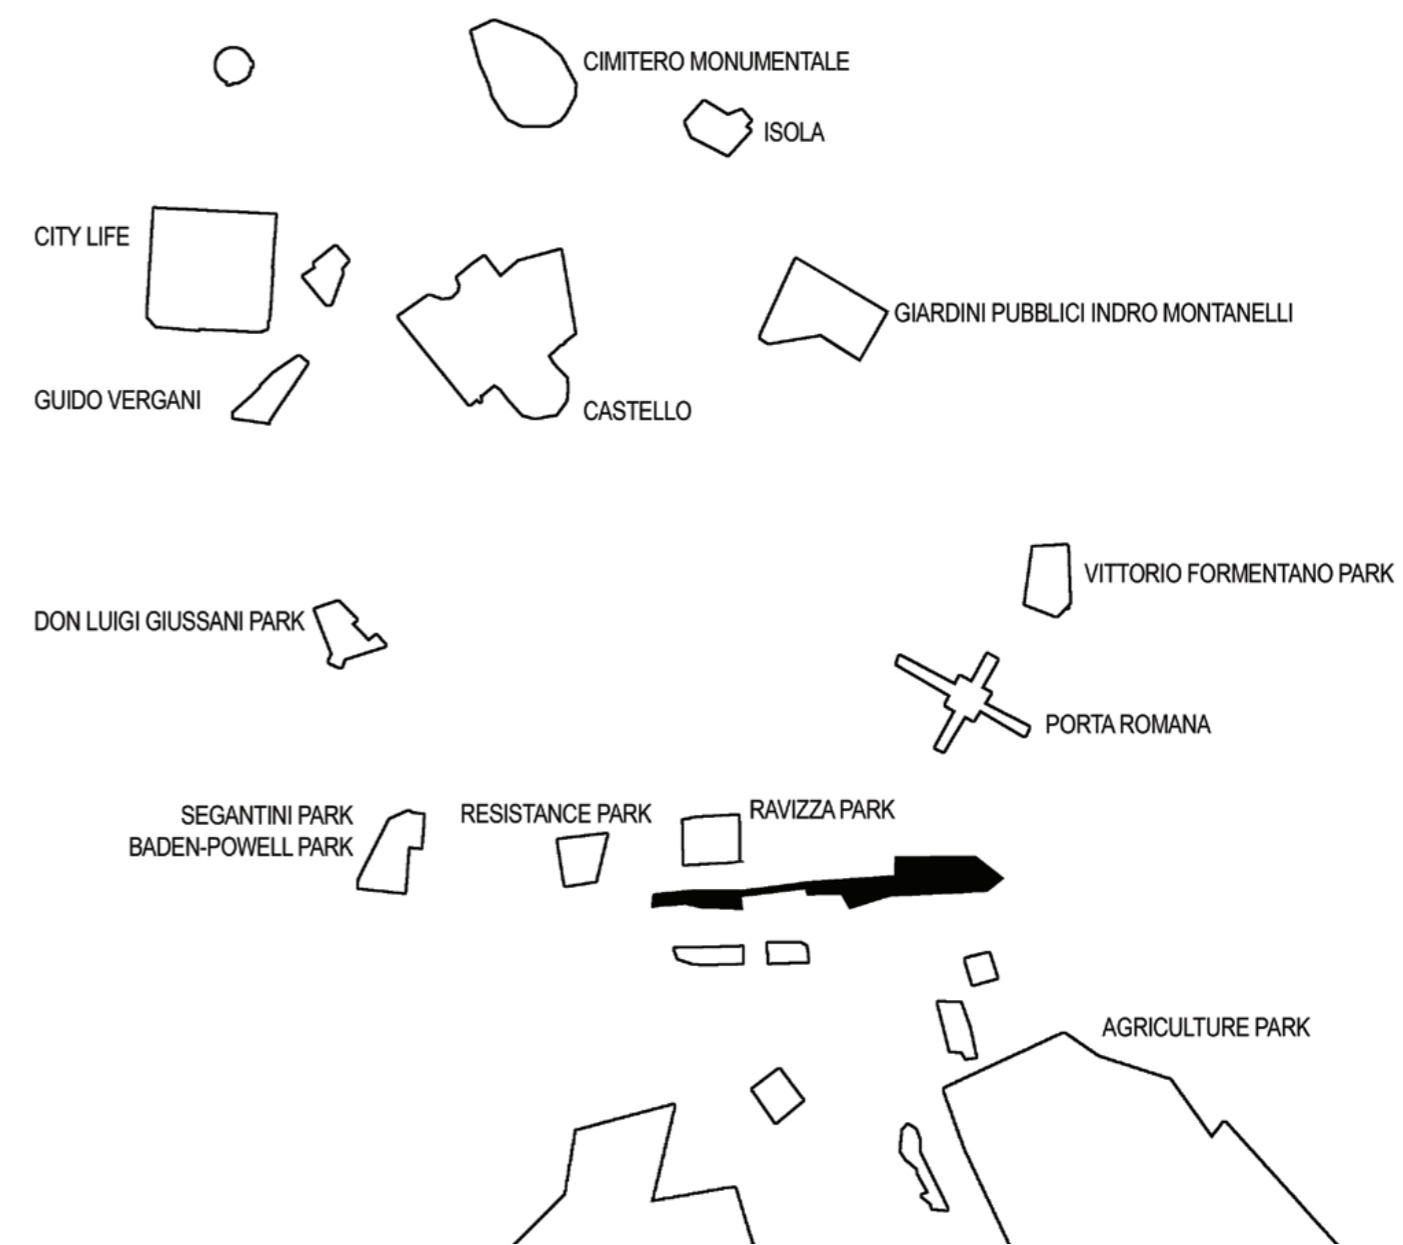 CIMITERO MONUMENTALE
ISOLA
CITY LIFE
GIARDINI PUBBLICI INDRO MONTANELLI
GUIDO VERGANI
CASTELLO
VITTORIO FORMENTANO PARK
DON LUIGI GIUSSANI PARK
PORTA ROMANA
SEGANTINI PARK
BADEN-POWELL PARK
RESISTANCE PARK
RAVIZZA PARK
AGRICULTURE PARK